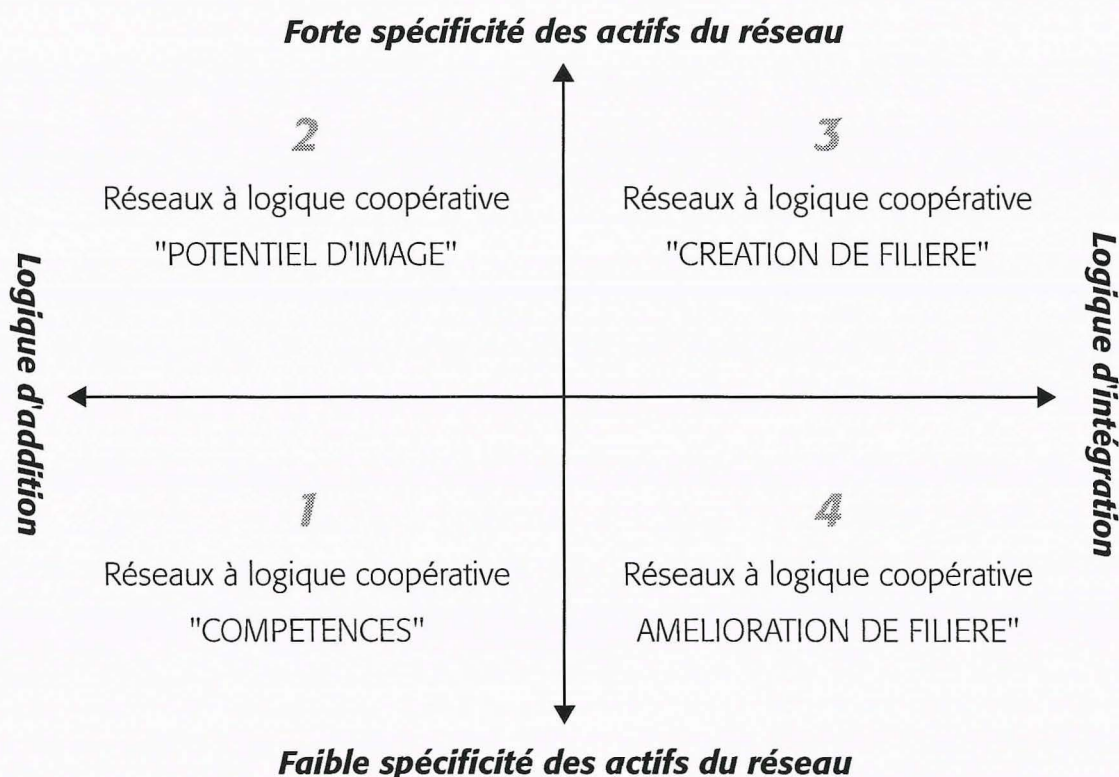 Forte spécificité des actifs du réseau
2
Réseaux à logique coopérative
"POTENTIEL D'IMAGE"
3
Réseaux à logique coopérative
"CREATION DE FILIERE"
Logique d'addition
Logique d'intégration
1
Réseaux à logique coopérative
"COMPETENCES"
4
Réseaux à logique coopérative
AMELIORATION DE FILIERE"
Faible spécificité des actifs du réseau